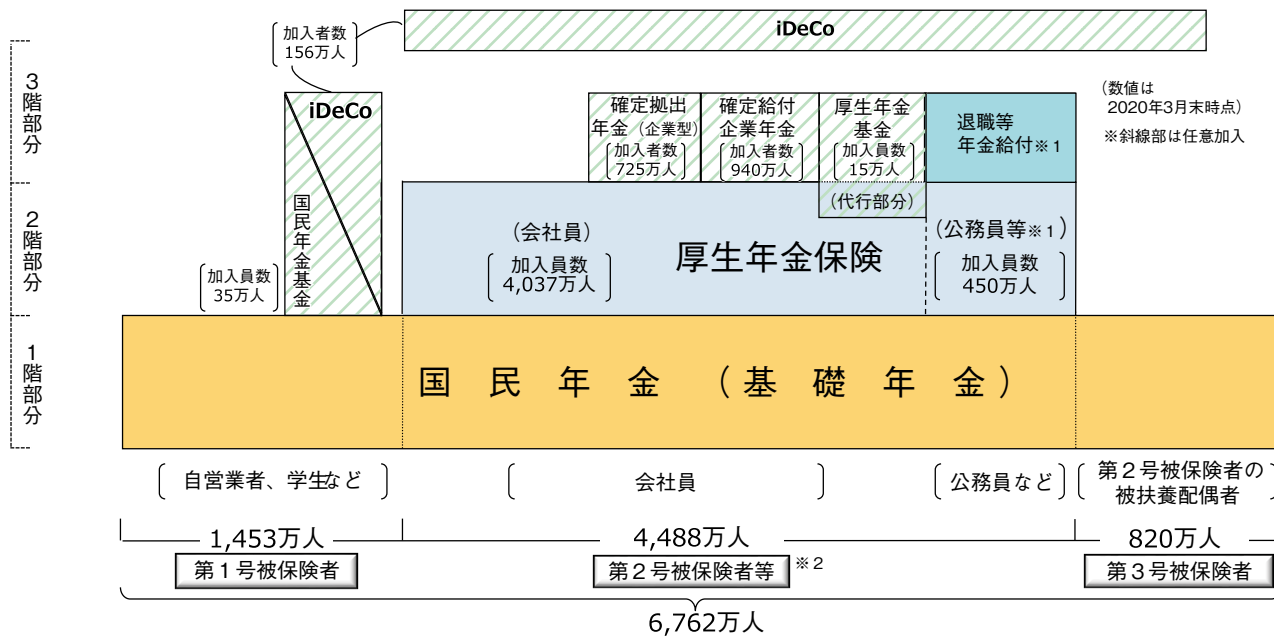 加入者数
156万人
iDeCo
3階部分
2階部分
1階部分
iDeCo
国民年金基金
加入員数
35万人
確定拠出
年金（企業型）
加入者数
725万人
確定給付
企業年金
加入者数
940万人
厚生年金
基金
加入員数
15万人
（代行部分）
退職等
年金給付※1
（数値は
2020年3月末時点）
※斜線部は任意加入
（会社員）
加入員数
4,037万人
厚生年金保険
（公務員等※1）
加入員数
450万人
国民年金（基礎年金）
自営業者、学生など
会社員
公務員など
第２号被保険者の
被扶養配偶者
1,453万人
4,488万人
820万人
第１号被保険者
第２号被保険者等 ※2
第３号被保険者
6,762万人